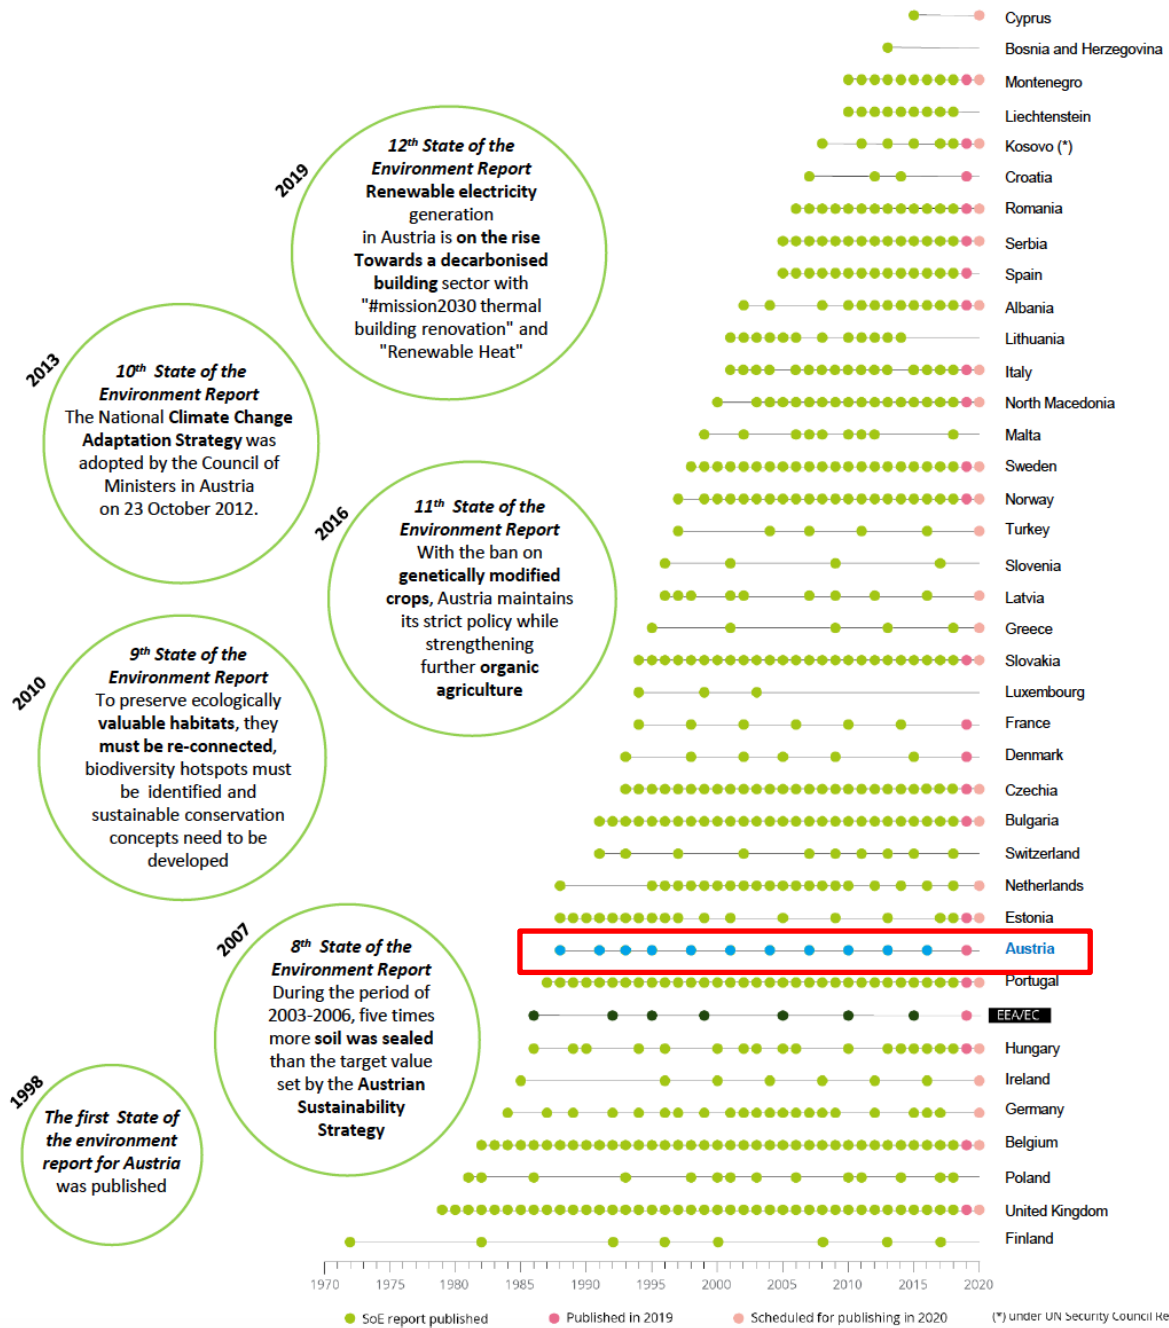 2019
12th State of the
Environment Report
Renewable electricity
generation
in Austria is on the rise
Towards a decarbonised
building sector with
"#mission2030 thermal
building renovation" and
"Renewable Heat"
2013
10th State of the
Environment Report
The National Climate Change
Adaptation Strategy was
adopted by the Council of
Ministers in Austria
on 23 October 2012.
2016
11th State of the
Environment Report
With the ban on
genetically modified
crops, Austria maintains
its strict policy while
strengthening
further organic
agriculture
2010
9th State of the
Environment Report
To preserve ecologically
valuable habitats, they
must be re-connected,
biodiversity hotspots must
be identified and
sustainable conservation
concepts need to be
developed
2007
8th State of the
Environment Report
During the period of
2003-2006, five times
more soil was sealed
than the target value
set by the Austrian
Sustainability
Strategy
1998
The first State of
the environment
report for Austria
was published
Cyprus
Bosnia and Herzegovina
Montenegro
Liechtenstein
Kosovo (*)
Croatia
Romania
Serbia
Spain
Albania
Lithuania
Italy
North Macedonia
Malta
Sweden
Norway
Turkey
Slovenia
Latvia
Greece
Slovakia
Luxembourg
France
Denmark
Czechia
Bulgaria
Switzerland
Netherlands
Estonia
Austria
Portugal
EEA/EC
Hungary
Ireland
Germany
Belgium
Poland
United Kingdom
Finland
1970 1975 1980 1985 1990 1995 2000 2005 2010 2015 2020
SoE report published Published in 2019 Scheduled for publishing in 2020 (*) under UN Security Council Re